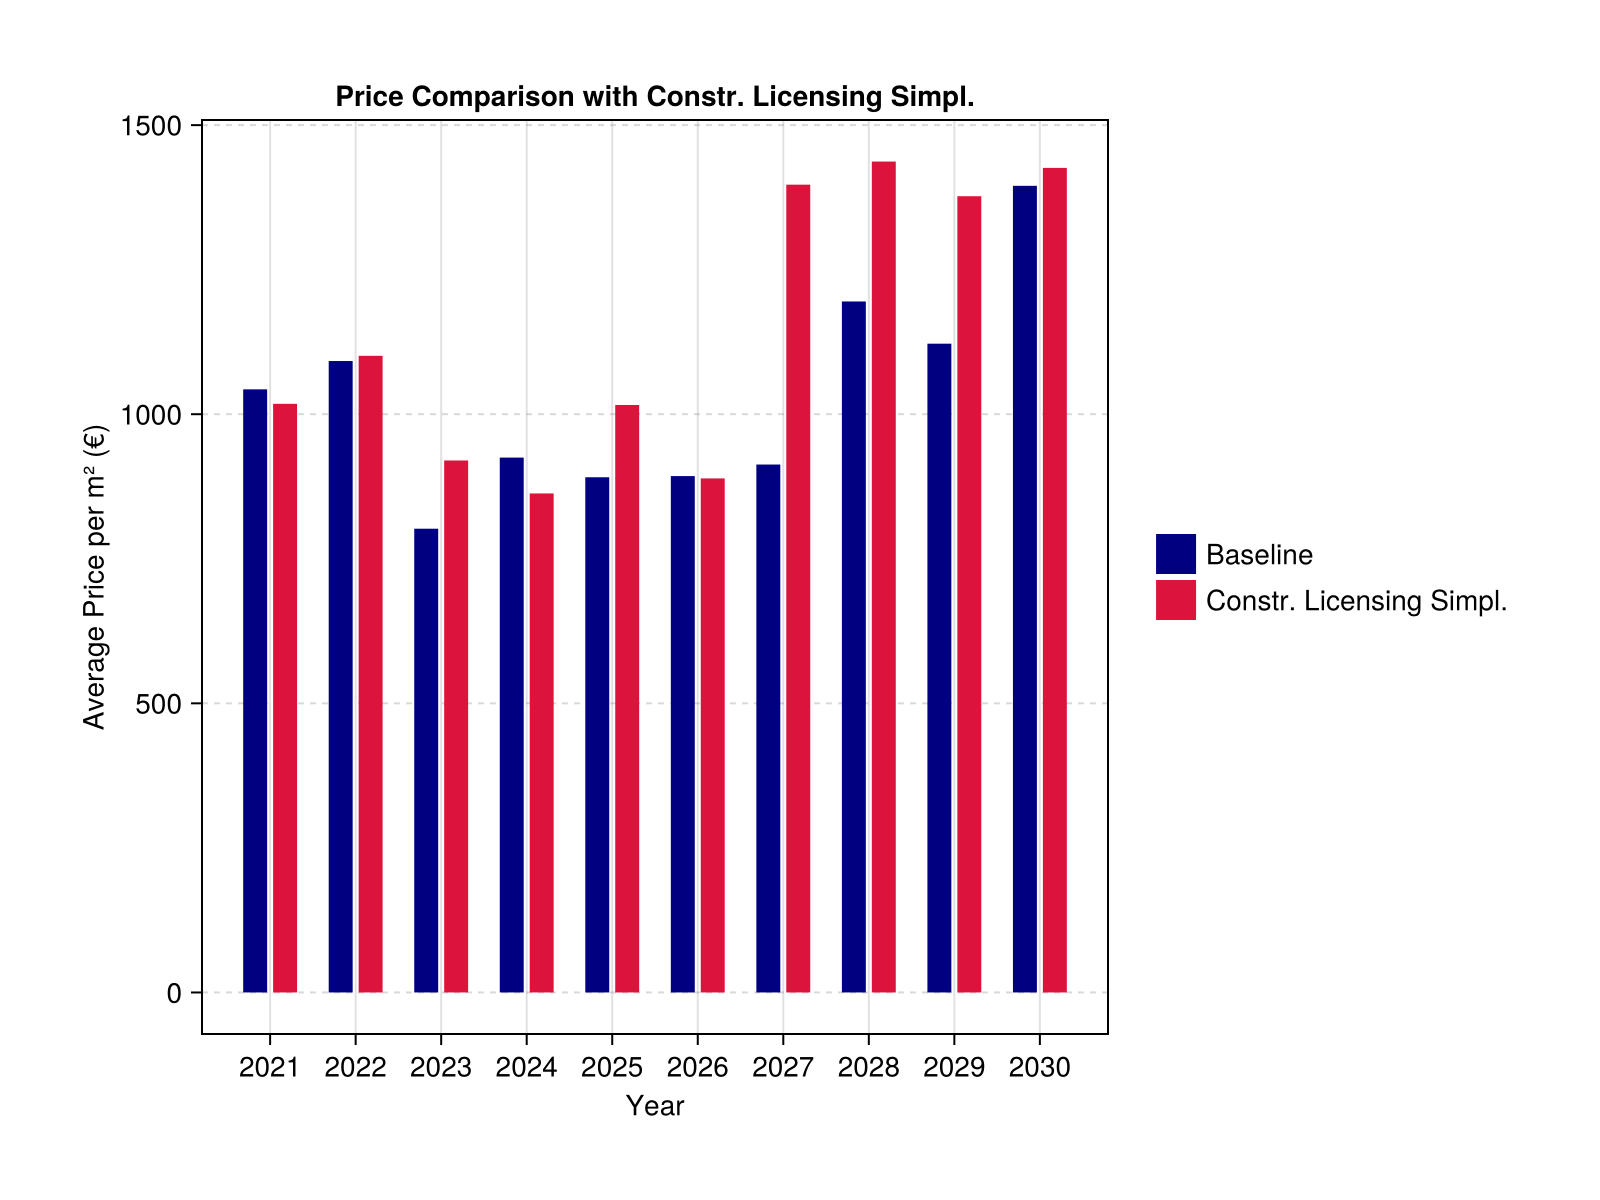 Price Comparison with Constr. Licensing Simpl.
1500
1000
500
0
Average Price per m² (€)
2021 2022 2023 2024 2025 2026 2027 2028 2029 2030
Year
Baseline
Constr. Licensing Simpl.